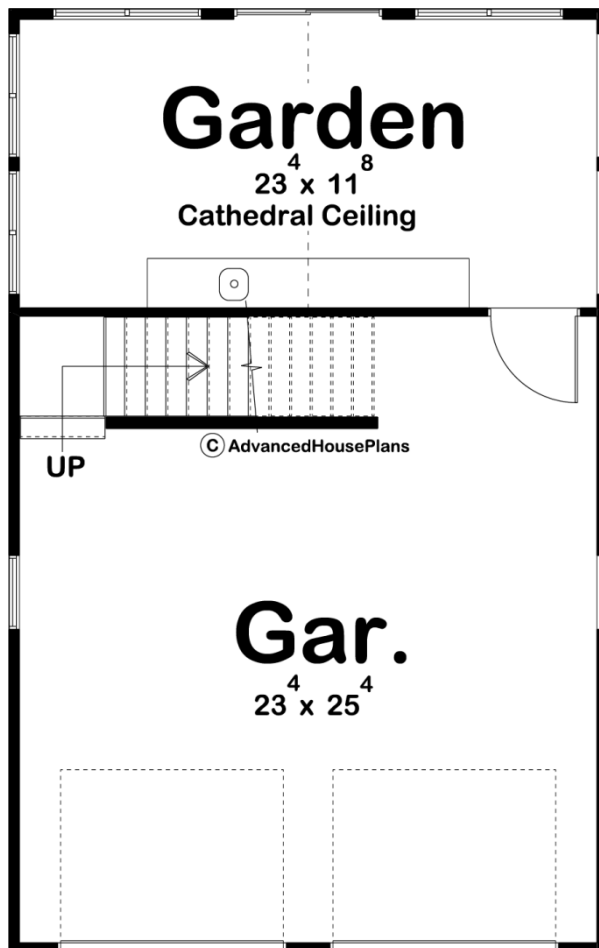 Garden
23⁴ x 11⁸
Cathedral Ceiling
© AdvancedHousePlans
UP
Gar.
23⁴ x 25⁴